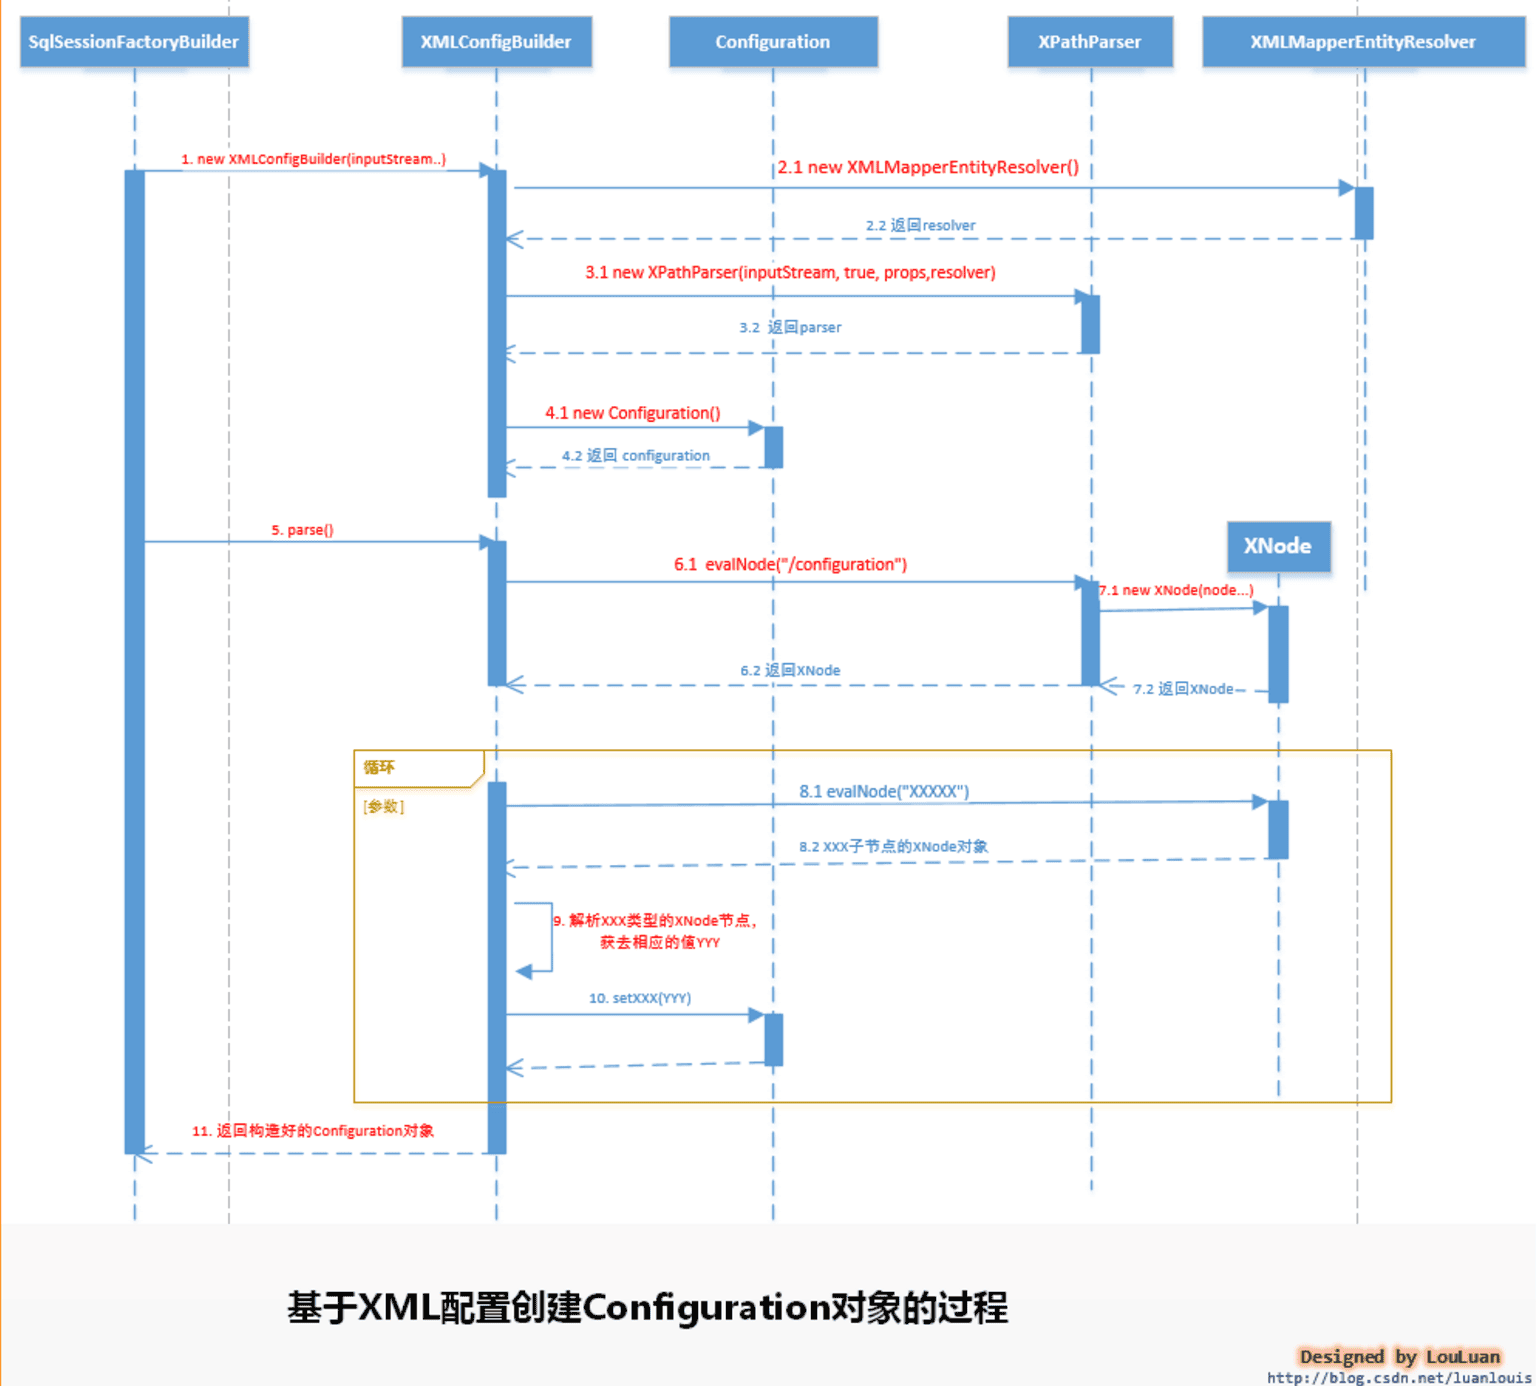 SqlSessionFactoryBuilder
XMLConfigBuilder
Configuration
XPathParser
XMLMapperEntityResolver
1. new XMLConfigBuilder(inputStream..)
2.1 new XMLMapperEntityResolver()
2.2 返回resolver
3.1 new XPathParser(inputStream, true, props,resolver)
3.2 返回parser
4.1 new Configuration()
4.2 返回 configuration
5. parse()
XNode
6.1 evalNode("/configuration")
7.1 new XNode(node...)
6.2 返回XNode
7.2 返回XNode
循环
[参数]
8.1 evalNode("XXXXX")
8.2 XXX子节点的XNode对象
9. 解析XXX类型的XNode节点，
获去相应的值YYY
10. setXXX(YYY)
11. 返回构造好的Configuration对象
基于XML配置创建Configuration对象的过程
Designed by LouLuan
http://blog.csdn.net/luanlouis